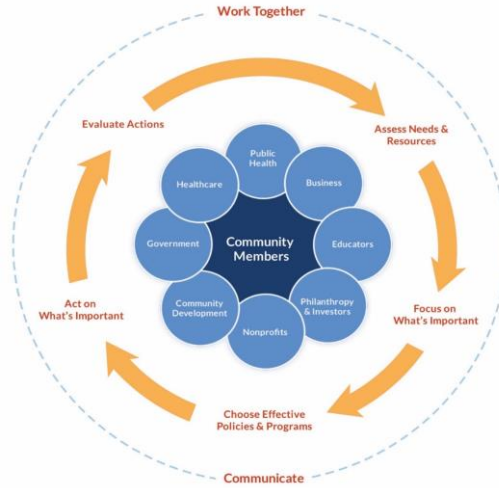 Work Together
Evaluate Actions
Assess Needs &
Resources
Public
Health
Healthcare
Business
Government
Community
Members
Educators
Community
Development
Philanthropy
& Investors
Nonprofits
Act on
What's Important
Focus on
What's Important
Choose Effective
Policies & Programs
Communicate